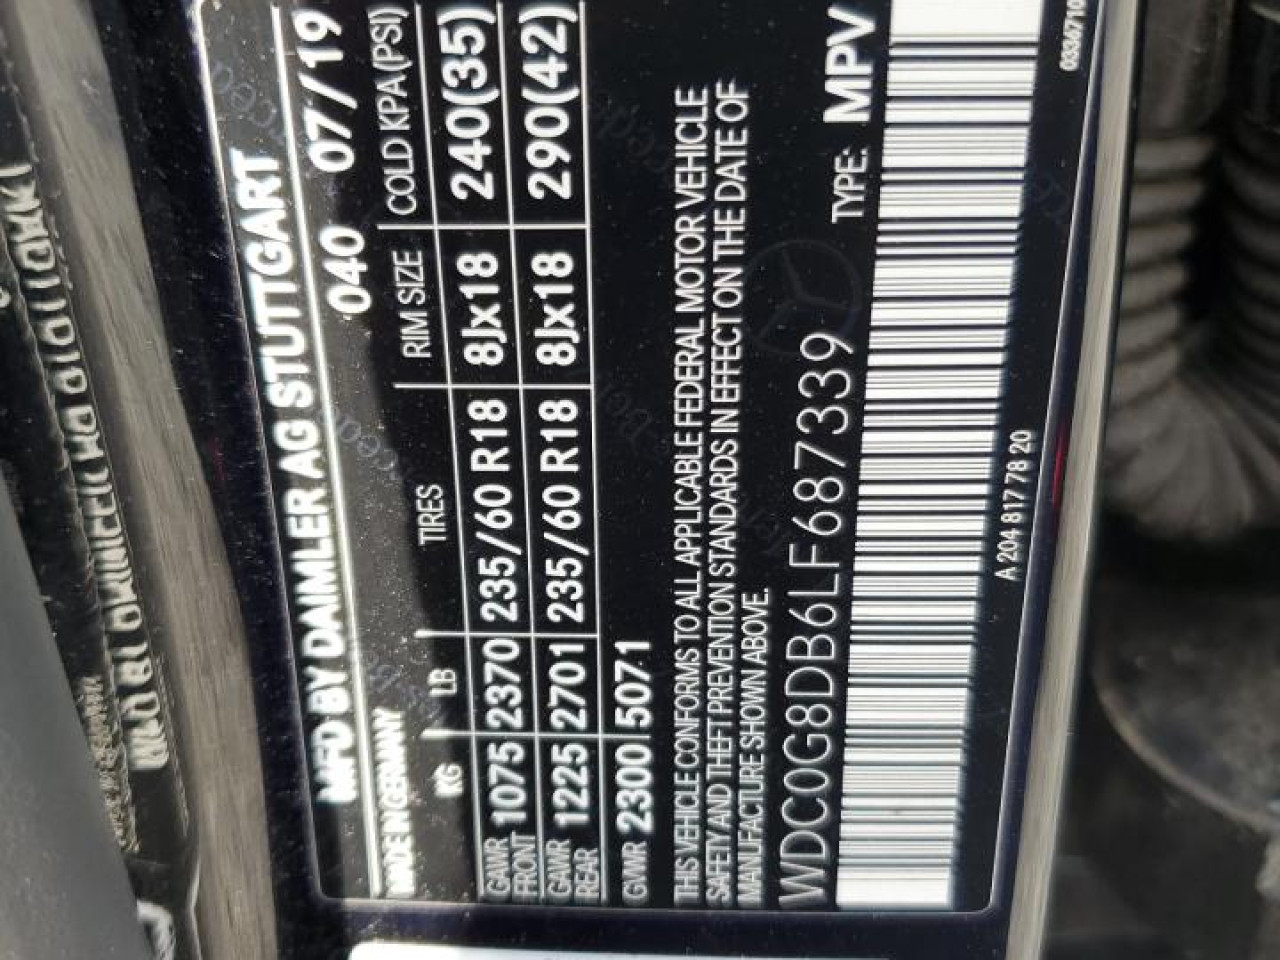 MFD BY DAIMLER AG STUTTGART
MADE IN GERMANY 040 07/19
KG LB TIRES RIM SIZE COLD KPA(PSI)
GAWR FRONT 1075 2370 235/60 R18 8Jx18 240(35)
GAWR REAR 1225 2701 235/60 R18 8Jx18 290(42)
GVWR 2300 5071
THIS VEHICLE CONFORMS TO ALL APPLICABLE FEDERAL MOTOR VEHICLE
SAFETY AND THEFT PREVENTION STANDARDS IN EFFECT ON THE DATE OF
MANUFACTURE SHOWN ABOVE.
WDC0G8DB6LF687339 TYPE: MPV
A 204 817 78 20 0336710